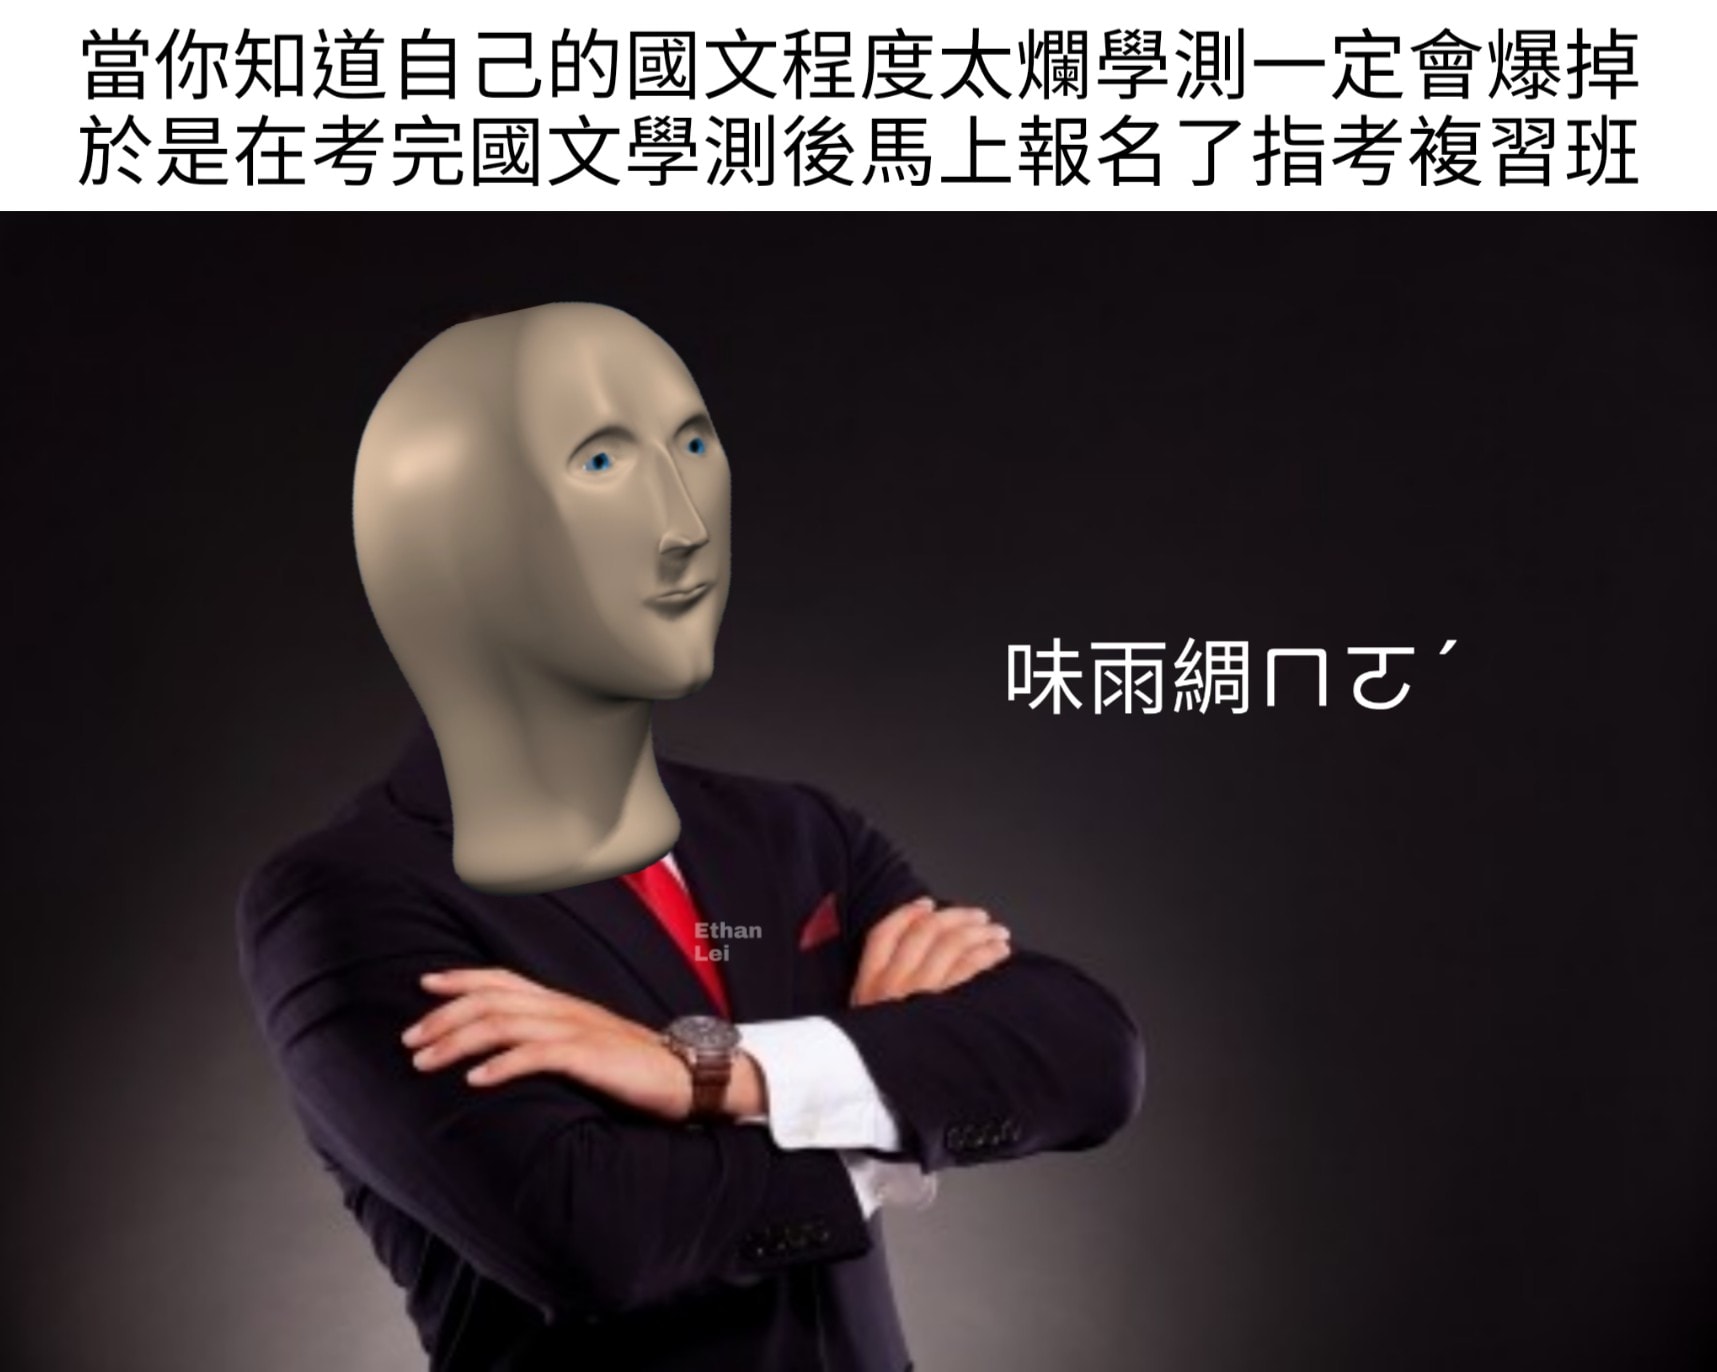 當你知道自己的國文程度太爛學測一定會爆掉
於是在考完國文學測後馬上報名了指考複習班
味雨綢ㄇㄛˊ
Ethan
Lei